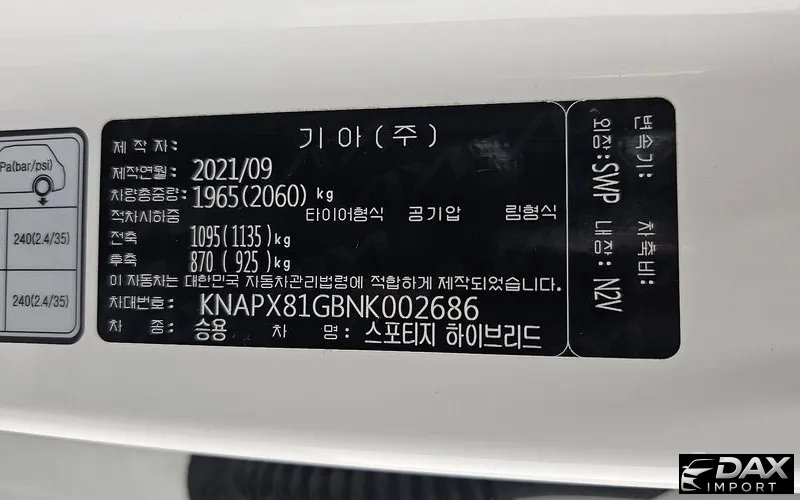 Pa(bar/psi)
240(2.4/35)
240(2.4/35)
제 작 자: 기 아 (주)
제작연월: 2021/09
차량총중량: 1965(2060) kg
적차시하중 타이어형식 공기압 림형식
전축 1095(1135)kg
후축 870 ( 925)kg
이 자동차는 대한민국 자동차관리법령에 적합하게 제작되었습니다.
차대번호: KNAPX81GBNK002686
차 종: 승용 차 명: 스포티지 하이브리드
변속기: 차축비:
외장:SWP 내장: N2V
DAX
IMPORT